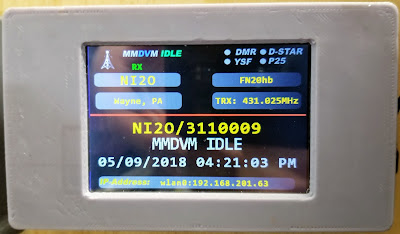 MMDVM IDLE
DMR D-STAR
YSF P25
RX
NI2O FN20hb
Wayne, PA TRX: 431.025MHz
NI2O/3110009
MMDVM IDLE
05/09/2018 04:21:03 PM
IP-Address: wlan0:192.168.201.63